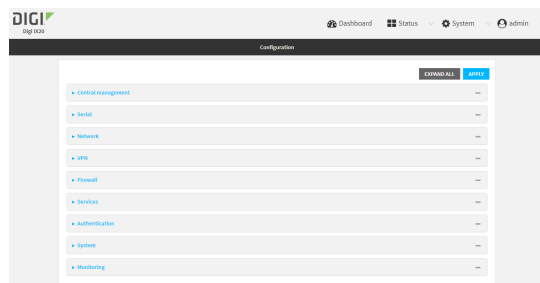 DIGI
Digi IX20
Dashboard Status System admin
Configuration
EXPAND ALL APPLY
Central management
Serial
Network
VPN
Firewall
Services
Authentication
System
Monitoring